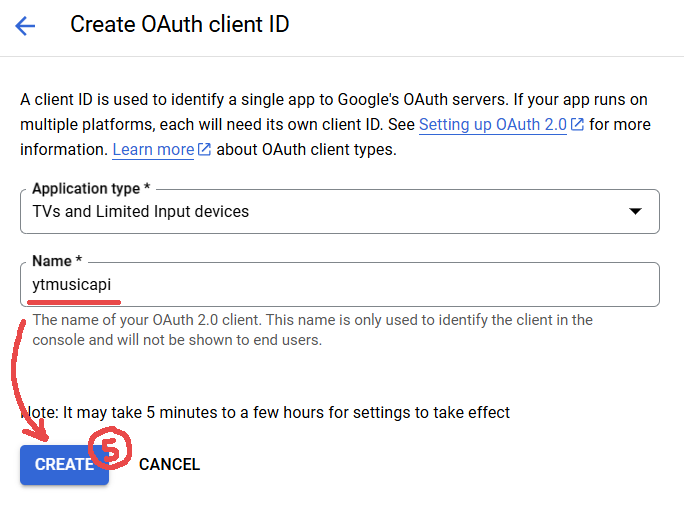 Create OAuth client ID
A client ID is used to identify a single app to Google's OAuth servers. If your app runs on
multiple platforms, each will need its own client ID. See Setting up OAuth 2.0 for more
information. Learn more about OAuth client types.
Application type *
TVs and Limited Input devices
Name *
ytmusicapi
The name of your OAuth 2.0 client. This name is only used to identify the client in the
console and will not be shown to end users.
Note: It may take 5 minutes to a few hours for settings to take effect
5
CREATE CANCEL